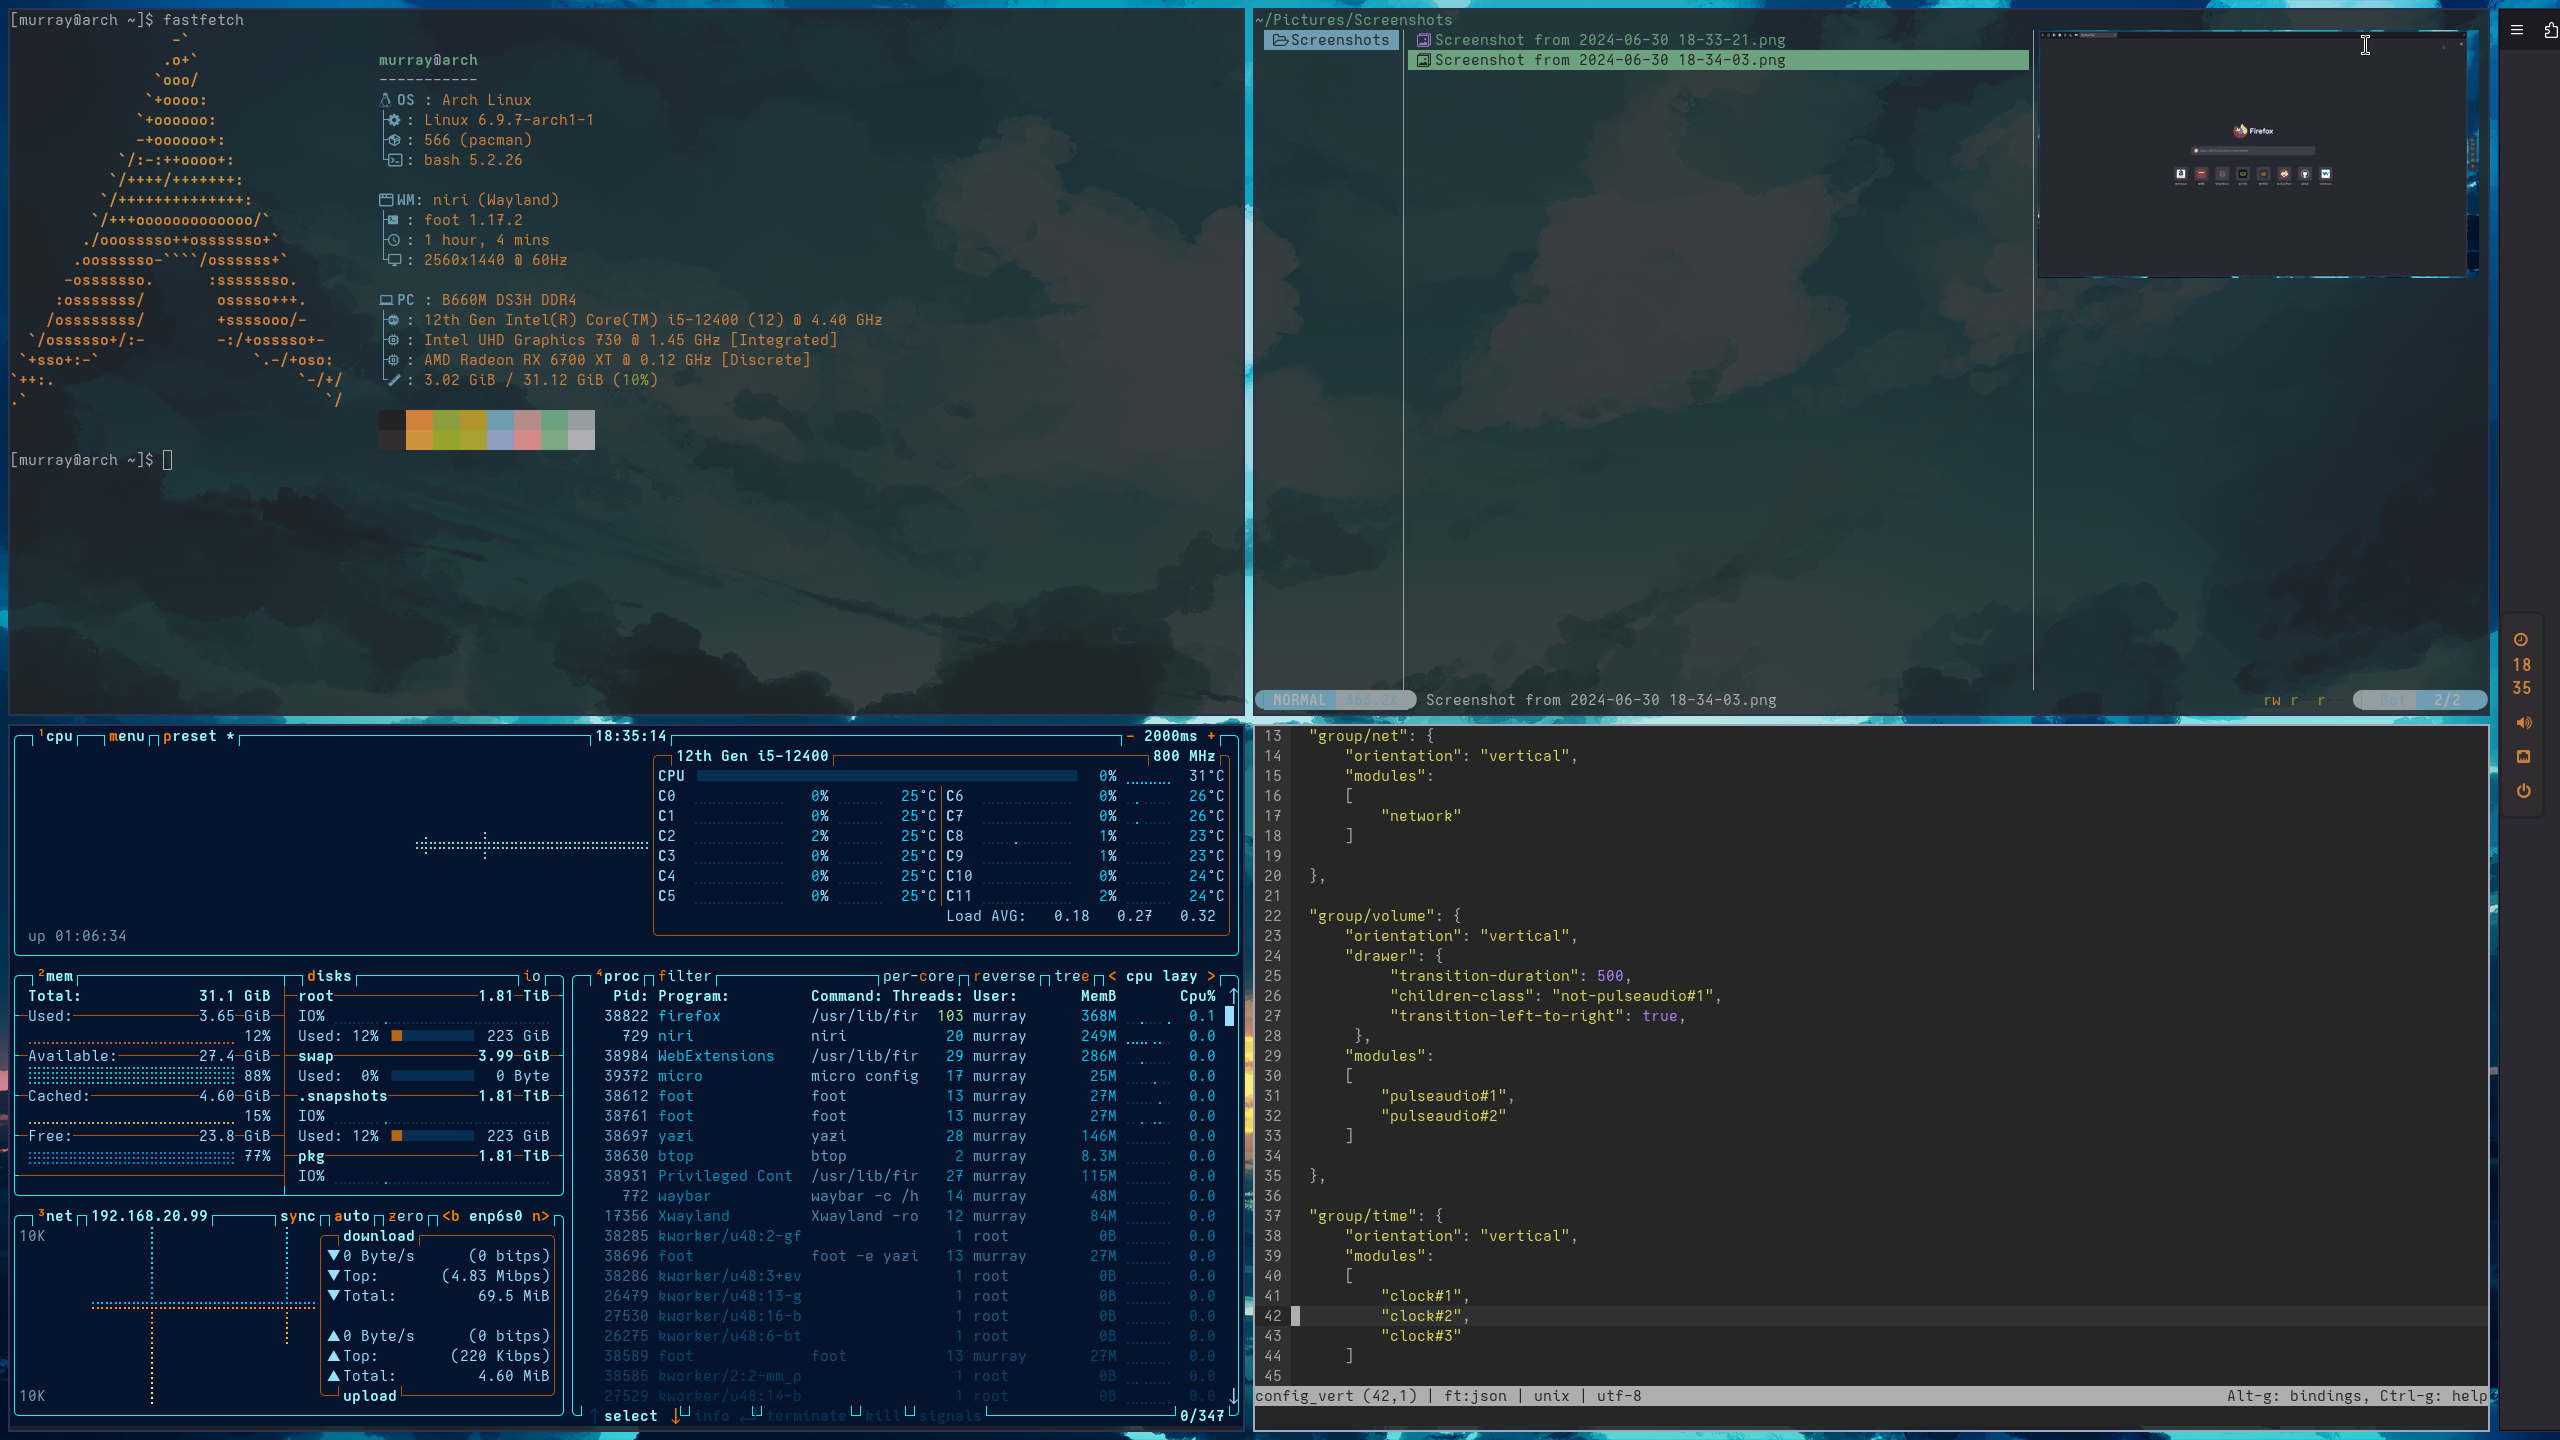 [murray@arch ~]$ fastfetch
murray@arch
-----------
OS : Arch Linux
: Linux 6.9.7-arch1-1
: 566 (pacman)
: bash 5.2.26
WM: niri (Wayland)
: foot 1.17.2
: 1 hour, 4 mins
: 2560x1440 @ 60Hz
PC : B660M DS3H DDR4
: 12th Gen Intel(R) Core(TM) i5-12400 (12) @ 4.40 GHz
: Intel UHD Graphics 730 @ 1.45 GHz [Integrated]
: AMD Radeon RX 6700 XT @ 0.12 GHz [Discrete]
: 3.02 GiB / 31.12 GiB (10%)
[murray@arch ~]$
~/Pictures/Screenshots
Screenshots
Screenshot from 2024-06-30 18-33-21.png
Screenshot from 2024-06-30 18-34-03.png
Firefox
NORMAL Screenshot from 2024-06-30 18-34-03.png rw r r Bot 2/2
18
35
1cpu menu preset * 18:35:14 - 2000ms +
12th Gen i5-12400 800 MHz
CPU 0% 31°C
C0 0% 25°C C6 0% 26°C
C1 0% 25°C C7 0% 26°C
C2 2% 25°C C8 1% 23°C
C3 0% 25°C C9 1% 23°C
C4 0% 25°C C10 0% 24°C
C5 0% 25°C C11 2% 24°C
Load AVG: 0.18 0.27 0.32
up 01:06:34
2mem
Total: 31.1 GiB
Used: 3.65 GiB
12%
Available: 27.4 GiB
88%
Cached: 4.60 GiB
15%
Free: 23.8 GiB
77%
disks io
root 1.81 TiB
IO%
Used: 12% 223 GiB
swap 3.99 GiB
Used: 0% 0 Byte
.snapshots 1.81 TiB
IO%
Used: 12% 223 GiB
pkg 1.81 TiB
IO%
3net 192.168.20.99 sync auto zero <b enp6s0 n>
10K
download
▼0 Byte/s (0 bitps)
▼Top: (4.83 Mibps)
▼Total: 69.5 MiB
▲0 Byte/s (0 bitps)
▲Top: (220 Kibps)
▲Total: 4.60 MiB
10K
upload
4proc filter per-core reverse tree < cpu lazy >
Pid: Program: Command: Threads: User: MemB Cpu% ↑
38822 firefox /usr/lib/fir 103 murray 368M 0.1
729 niri niri 20 murray 249M 0.0
38984 WebExtensions /usr/lib/fir 29 murray 286M 0.0
39372 micro micro config 17 murray 25M 0.0
38612 foot foot 13 murray 27M 0.0
38761 foot foot 13 murray 27M 0.0
38697 yazi yazi 28 murray 146M 0.0
38630 btop btop 2 murray 8.3M 0.0
38931 Privileged Cont /usr/lib/fir 27 murray 115M 0.0
772 waybar waybar -c /h 14 murray 48M 0.0
17356 Xwayland Xwayland -ro 12 murray 84M 0.0
38285 kworker/u48:2-gf 1 root 0B 0.0
38696 foot foot -e yazi 13 murray 27M 0.0
38286 kworker/u48:3+ev 1 root 0B 0.0
26479 kworker/u48:13-g 1 root 0B 0.0
27530 kworker/u48:16-b 1 root 0B 0.0
26275 kworker/u48:6-bt 1 root 0B 0.0
38589 foot foot 13 murray 27M 0.0
38585 kworker/2:2-mm_p 1 root 0B 0.0
27529 kworker/u48:14-b 1 root 0B 0.0 ↓
↑ select ↓ info ↵ terminate kill signals 0/347
13 "group/net": {
14 "orientation": "vertical",
15 "modules":
16 [
17 "network"
18 ]
19
20 },
21
22 "group/volume": {
23 "orientation": "vertical",
24 "drawer": {
25 "transition-duration": 500,
26 "children-class": "not-pulseaudio#1",
27 "transition-left-to-right": true,
28 },
29 "modules":
30 [
31 "pulseaudio#1",
32 "pulseaudio#2"
33 ]
34
35 },
36
37 "group/time": {
38 "orientation": "vertical",
39 "modules":
40 [
41 "clock#1",
42 "clock#2",
43 "clock#3"
44 ]
45
config_vert (42,1) | ft:json | unix | utf-8 Alt-g: bindings, Ctrl-g: help